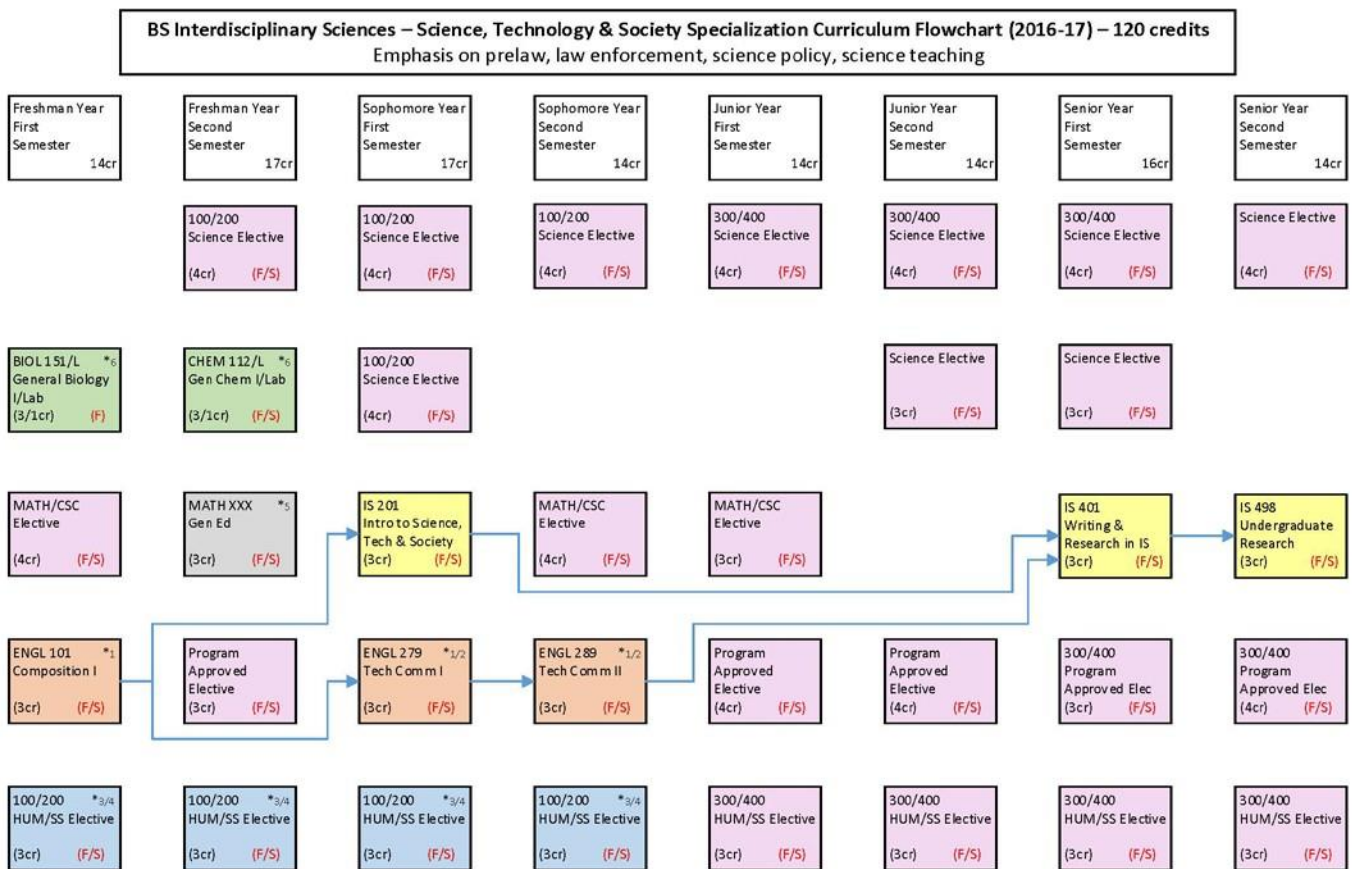 BS Interdisciplinary Sciences – Science, Technology & Society Specialization Curriculum Flowchart (2016-17) – 120 credits
Emphasis on prelaw, law enforcement, science policy, science teaching
Freshman Year
First
Semester
14cr
Freshman Year
Second
Semester
17cr
Sophomore Year
First
Semester
17cr
Sophomore Year
Second
Semester
14cr
Junior Year
First
Semester
14cr
Junior Year
Second
Semester
14cr
Senior Year
First
Semester
16cr
Senior Year
Second
Semester
14cr
100/200
Science Elective
(4cr) (F/S)
100/200
Science Elective
(4cr) (F/S)
100/200
Science Elective
(4cr) (F/S)
300/400
Science Elective
(4cr) (F/S)
300/400
Science Elective
(4cr) (F/S)
300/400
Science Elective
(4cr) (F/S)
Science Elective
(4cr) (F/S)
BIOL 151/L *6
General Biology
I/Lab
(3/1cr) (F)
CHEM 112/L *6
Gen Chem I/Lab
(3/1cr) (F/S)
100/200
Science Elective
(4cr) (F/S)
Science Elective
(3cr) (F/S)
Science Elective
(3cr) (F/S)
MATH/CSC
Elective
(4cr) (F/S)
MATH XXX *5
Gen Ed
(3cr) (F/S)
IS 201
Intro to Science,
Tech & Society
(3cr) (F/S)
MATH/CSC
Elective
(4cr) (F/S)
MATH/CSC
Elective
(3cr) (F/S)
IS 401
Writing &
Research in IS
(3cr) (F/S)
IS 498
Undergraduate
Research
(3cr) (F/S)
ENGL 101 *1
Composition I
(3cr) (F/S)
Program
Approved
Elective
(3cr) (F/S)
ENGL 279 *1/2
Tech Comm I
(3cr) (F/S)
ENGL 289 *1/2
Tech Comm II
(3cr) (F/S)
Program
Approved
Elective
(4cr) (F/S)
Program
Approved
Elective
(4cr) (F/S)
300/400
Program
Approved Elec
(3cr) (F/S)
300/400
Program
Approved Elec
(4cr) (F/S)
100/200 *3/4
HUM/SS Elective
(3cr) (F/S)
100/200 *3/4
HUM/SS Elective
(3cr) (F/S)
100/200 *3/4
HUM/SS Elective
(3cr) (F/S)
100/200 *3/4
HUM/SS Elective
(3cr) (F/S)
300/400
HUM/SS Elective
(3cr) (F/S)
300/400
HUM/SS Elective
(3cr) (F/S)
300/400
HUM/SS Elective
(3cr) (F/S)
300/400
HUM/SS Elective
(3cr) (F/S)